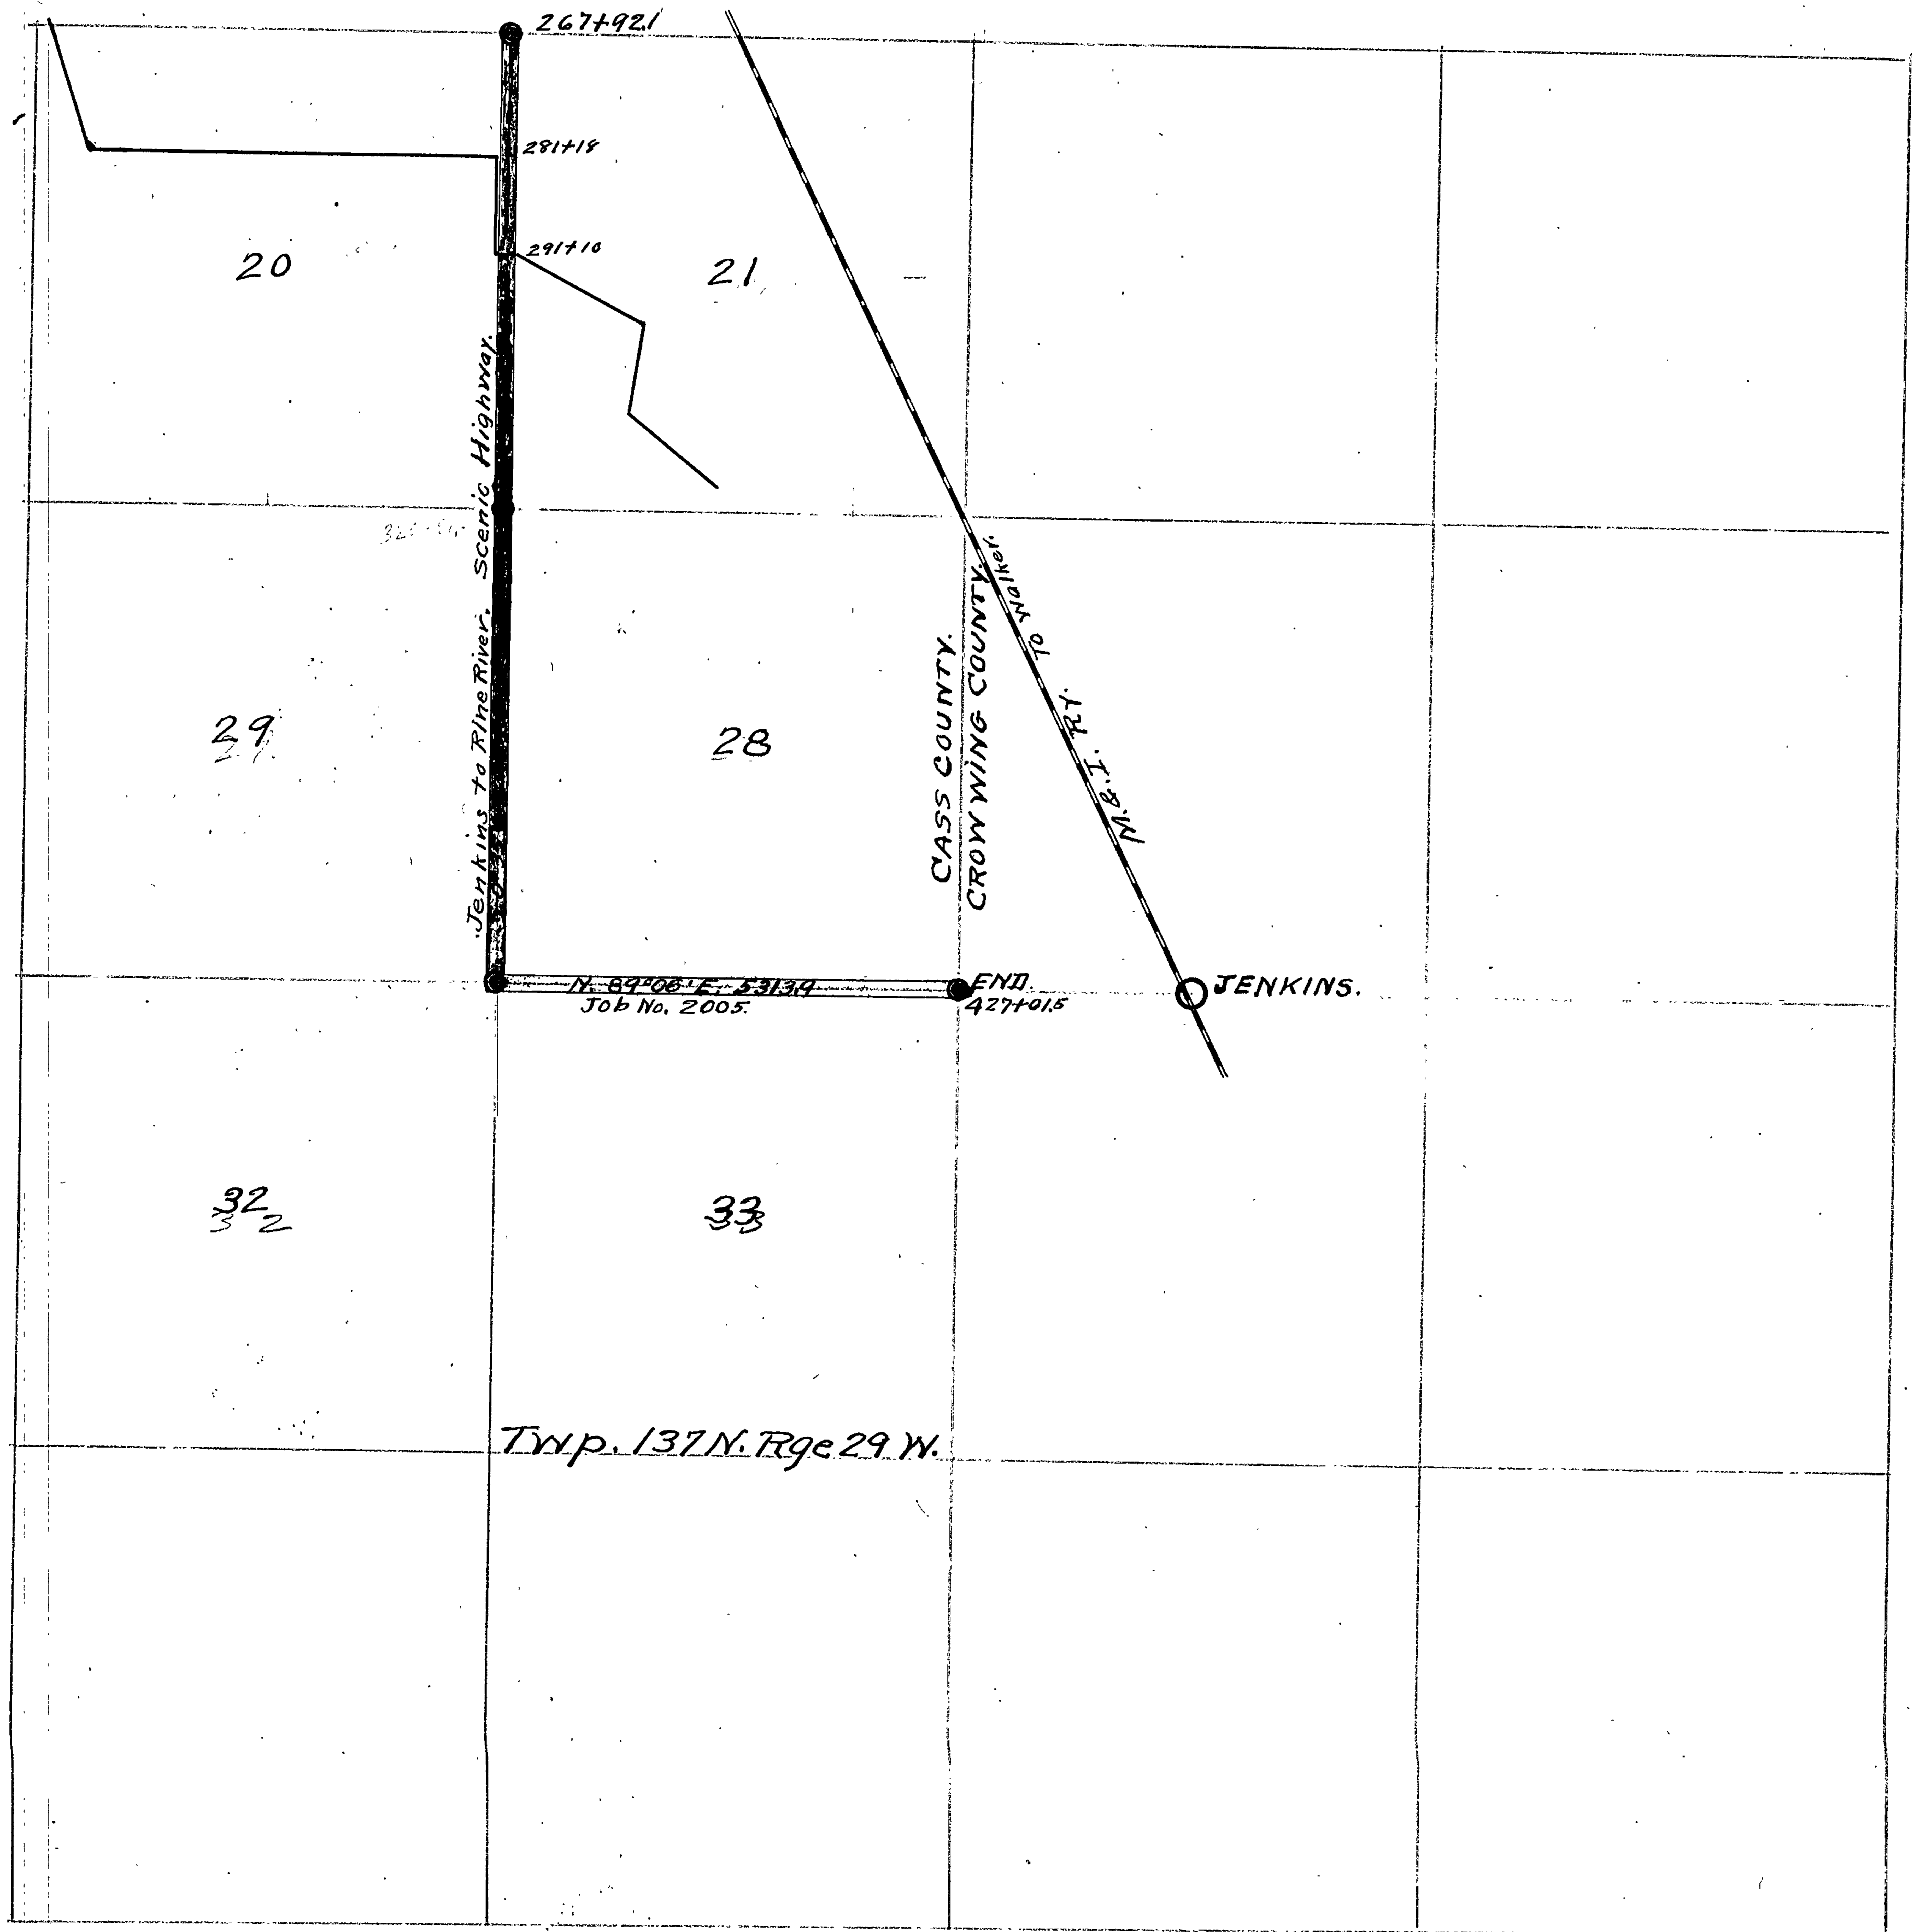 267+92.1
281+18
291+10
20
21
Jenkins to Pine River. Scenic Highway.
29
28
CASS COUNTY.
CROW WING COUNTY.
To Walker.
M.&I. RY.
N. 89°06' E. 5313.9
Job No. 2005.
END.
427+01.5
JENKINS.
32
33
Twp. 137 N. Rge 29 W.